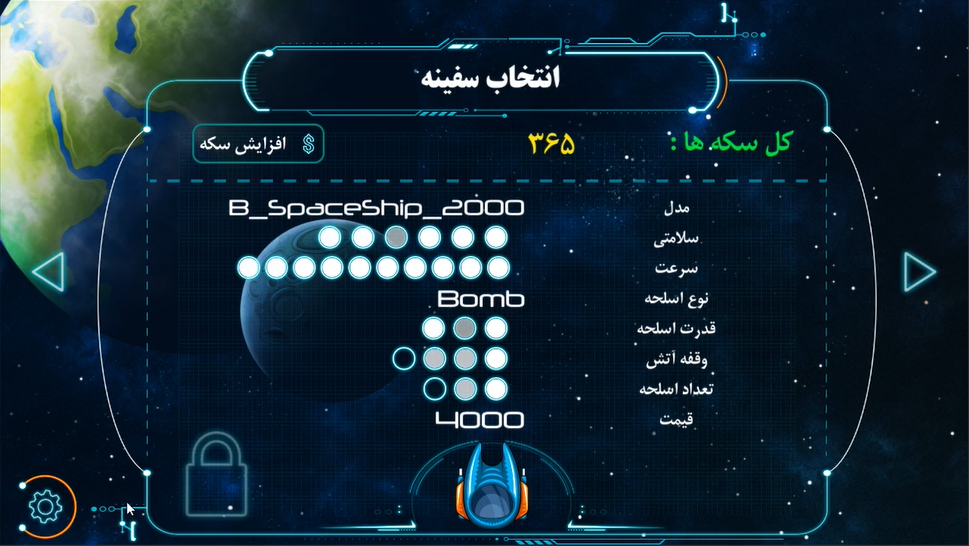 انتخاب سفینه
کل سکه ها : ۳۶۵ افزایش سکه
مدل B_SpaceShip_2000
سلامتی
سرعت
نوع اسلحه Bomb
قدرت اسلحه
وقفه آتش
تعداد اسلحه
قیمت 4000